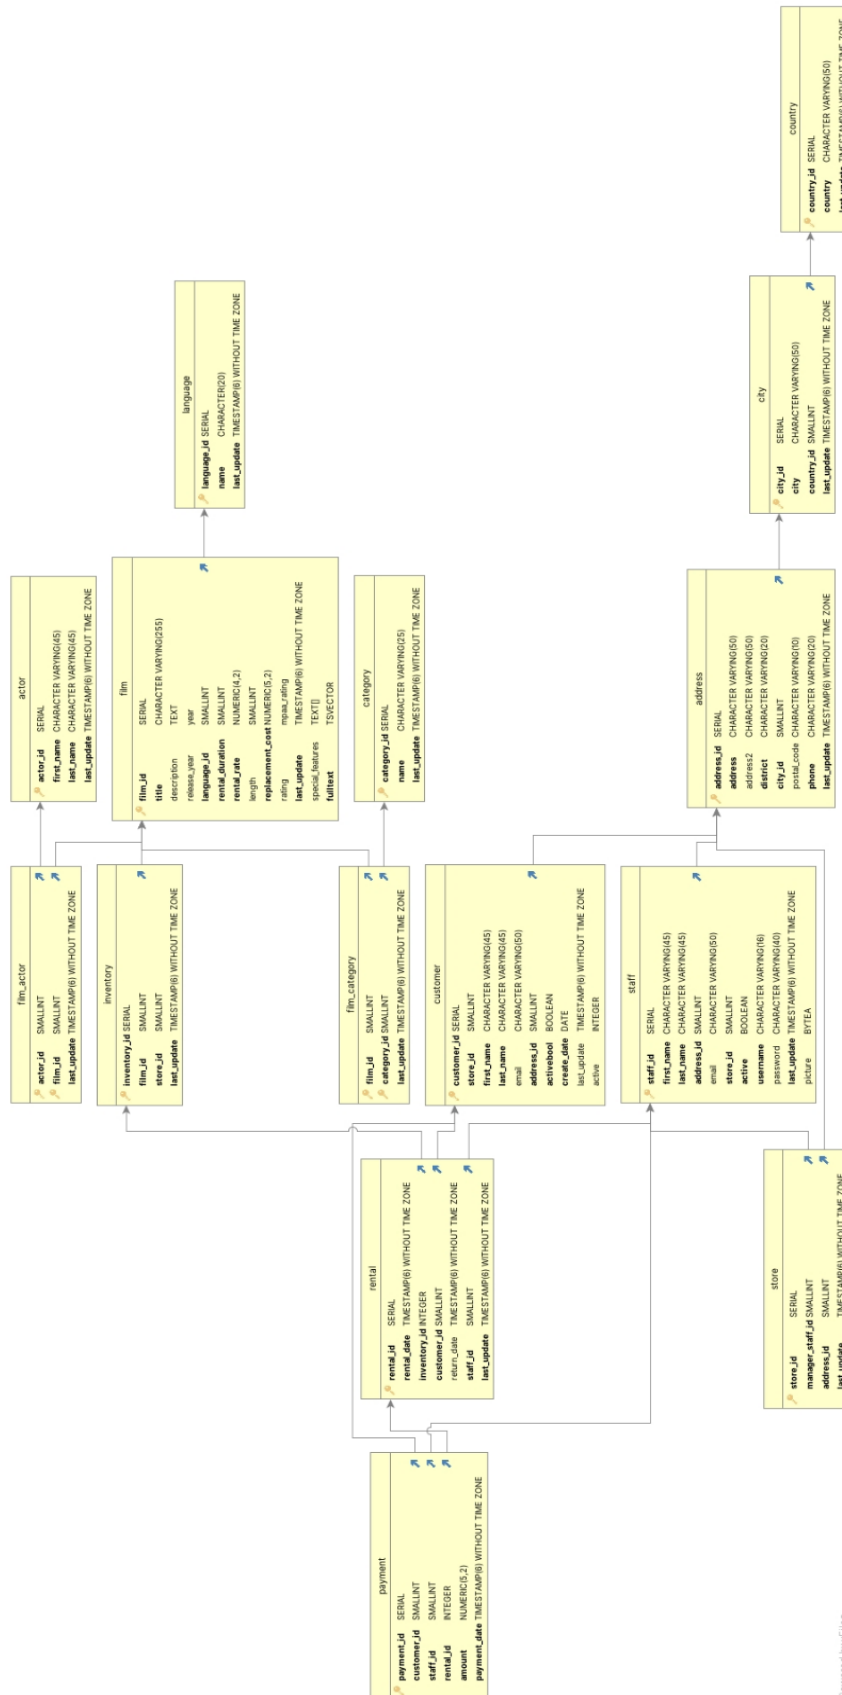 country
country_id SERIAL
country CHARACTER VARYING(50)
last_update TIMESTAMP(6) WITHOUT TIME ZONE
language
language_id SERIAL
name CHARACTER(20)
last_update TIMESTAMP(6) WITHOUT TIME ZONE
city
city_id SERIAL
city CHARACTER VARYING(50)
country_id SMALLINT
last_update TIMESTAMP(6) WITHOUT TIME ZONE
actor
actor_id SERIAL
first_name CHARACTER VARYING(45)
last_name CHARACTER VARYING(45)
last_update TIMESTAMP(6) WITHOUT TIME ZONE
film
film_id SERIAL
title CHARACTER VARYING(255)
description TEXT
release_year year
language_id SMALLINT
rental_duration SMALLINT
rental_rate NUMERIC(4,2)
length SMALLINT
replacement_cost NUMERIC(5,2)
rating mpaa_rating
last_update TIMESTAMP(6) WITHOUT TIME ZONE
special_features TEXT[]
fulltext TSVECTOR
category
category_id SERIAL
name CHARACTER VARYING(25)
last_update TIMESTAMP(6) WITHOUT TIME ZONE
address
address_id SERIAL
address CHARACTER VARYING(50)
address2 CHARACTER VARYING(50)
district CHARACTER VARYING(20)
city_id SMALLINT
postal_code CHARACTER VARYING(10)
phone CHARACTER VARYING(20)
last_update TIMESTAMP(6) WITHOUT TIME ZONE
film_actor
actor_id SMALLINT
film_id SMALLINT
last_update TIMESTAMP(6) WITHOUT TIME ZONE
inventory
inventory_id SERIAL
film_id SMALLINT
store_id SMALLINT
last_update TIMESTAMP(6) WITHOUT TIME ZONE
film_category
film_id SMALLINT
category_id SMALLINT
last_update TIMESTAMP(6) WITHOUT TIME ZONE
customer
customer_id SERIAL
store_id SMALLINT
first_name CHARACTER VARYING(45)
last_name CHARACTER VARYING(45)
email CHARACTER VARYING(50)
address_id SMALLINT
activebool BOOLEAN
create_date DATE
last_update TIMESTAMP(6) WITHOUT TIME ZONE
active INTEGER
staff
staff_id SERIAL
first_name CHARACTER VARYING(45)
last_name CHARACTER VARYING(45)
address_id SMALLINT
email CHARACTER VARYING(50)
store_id SMALLINT
active BOOLEAN
username CHARACTER VARYING(16)
password CHARACTER VARYING(40)
last_update TIMESTAMP(6) WITHOUT TIME ZONE
picture BYTEA
rental
rental_id SERIAL
rental_date TIMESTAMP(6) WITHOUT TIME ZONE
inventory_id INTEGER
customer_id SMALLINT
return_date TIMESTAMP(6) WITHOUT TIME ZONE
staff_id SMALLINT
last_update TIMESTAMP(6) WITHOUT TIME ZONE
store
store_id SERIAL
manager_staff_id SMALLINT
address_id SMALLINT
last_update TIMESTAMP(6) WITHOUT TIME ZONE
payment
payment_id SERIAL
customer_id SMALLINT
staff_id SMALLINT
rental_id INTEGER
amount NUMERIC(5,2)
payment_date TIMESTAMP(6) WITHOUT TIME ZONE